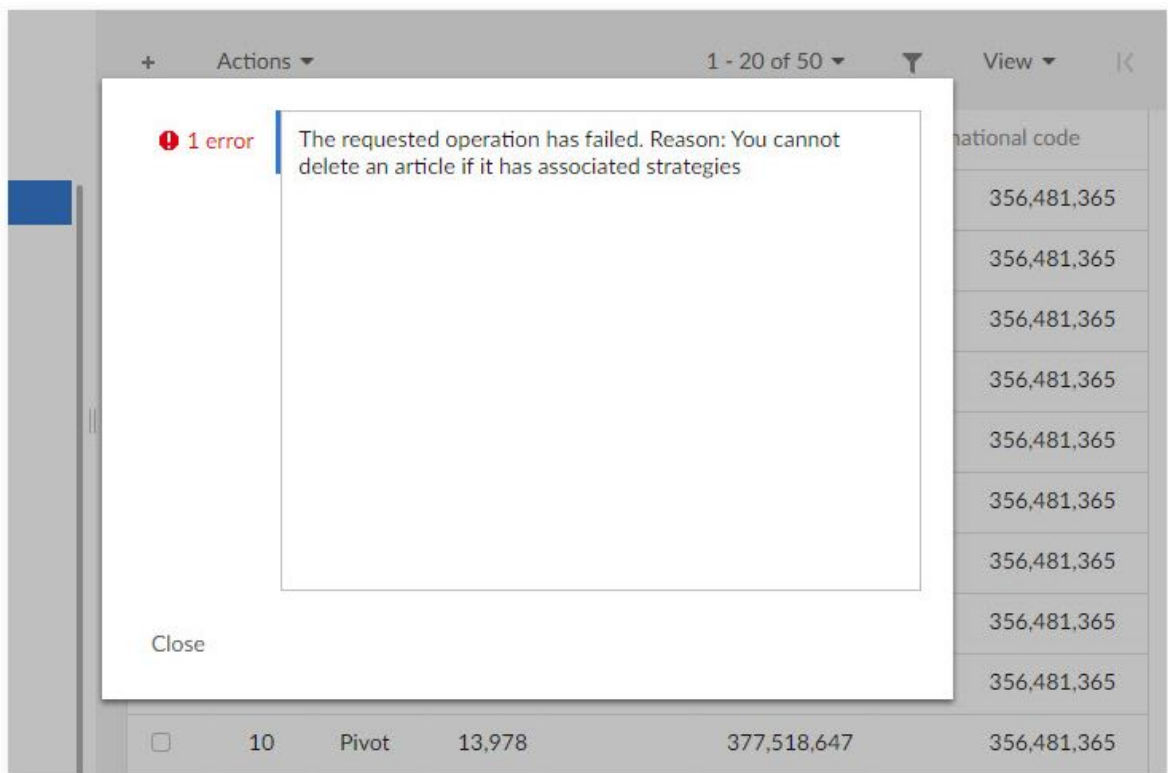 + Actions 1 - 20 of 50 View
1 error
The requested operation has failed. Reason: You cannot
delete an article if it has associated strategies
national code
356,481,365
356,481,365
356,481,365
356,481,365
356,481,365
356,481,365
356,481,365
356,481,365
356,481,365
Close
10 Pivot 13,978 377,518,647 356,481,365